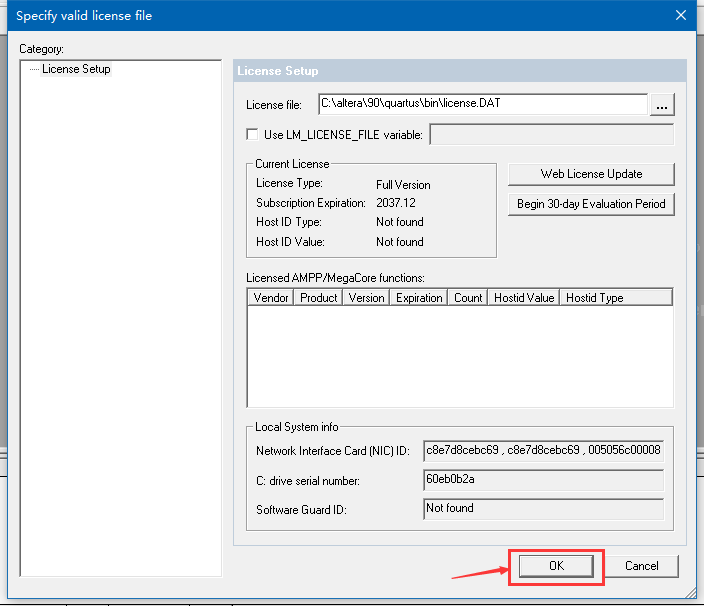 Specify valid license file
Category:
License Setup
License Setup
License file: C:\altera\90\quartus\bin\license.DAT ...
Use LM_LICENSE_FILE variable:
Current License
License Type: Full Version
Subscription Expiration: 2037.12
Host ID Type: Not found
Host ID Value: Not found
Web License Update
Begin 30-day Evaluation Period
Licensed AMPP/MegaCore functions:
Vendor Product Version Expiration Count Hostid Value Hostid Type
Local System info
Network Interface Card (NIC) ID: c8e7d8cebc69 , c8e7d8cebc69 , 005056c00008
C: drive serial number: 60eb0b2a
Software Guard ID: Not found
OK Cancel